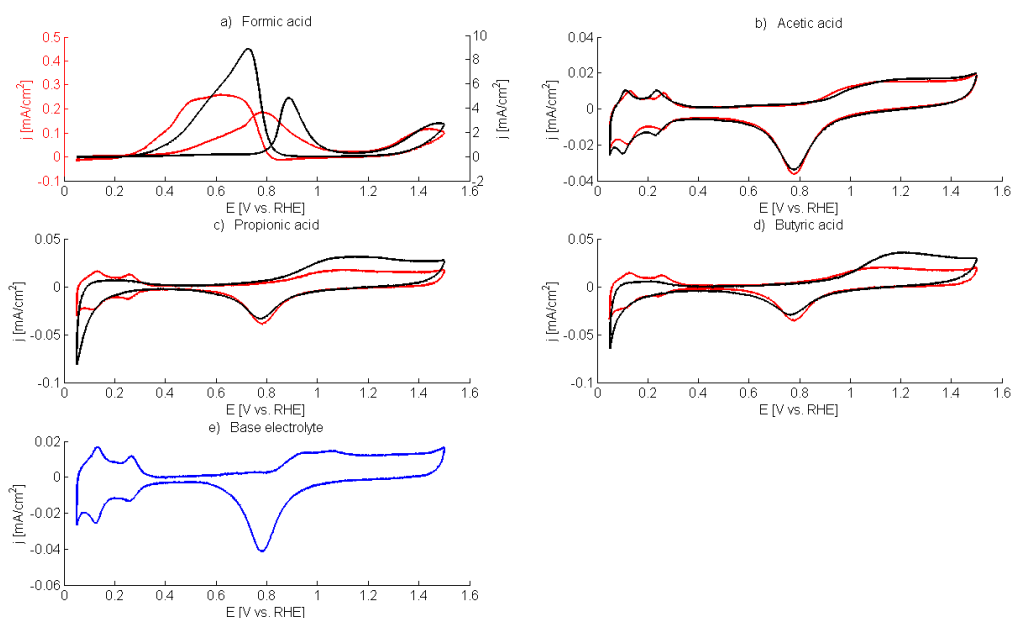 a) Formic acid
0.5
0.4
0.3
0.2
0.1
0
-0.1
j [mA/cm²]
10
8
6
4
2
0
-2
j [mA/cm²]
0 0.2 0.4 0.6 0.8 1 1.2 1.4 1.6
E [V vs. RHE]
b) Acetic acid
0.04
0.02
0
-0.02
-0.04
j [mA/cm²]
0 0.2 0.4 0.6 0.8 1 1.2 1.4 1.6
E [V vs. RHE]
c) Propionic acid
0.05
0
-0.05
-0.1
j [mA/cm²]
0 0.2 0.4 0.6 0.8 1 1.2 1.4 1.6
E [V vs. RHE]
d) Butyric acid
0.05
0
-0.05
-0.1
j [mA/cm²]
0 0.2 0.4 0.6 0.8 1 1.2 1.4 1.6
E [V vs. RHE]
e) Base electrolyte
0.02
0
-0.02
-0.04
-0.06
j [mA/cm²]
0 0.2 0.4 0.6 0.8 1 1.2 1.4 1.6
E [V vs. RHE]